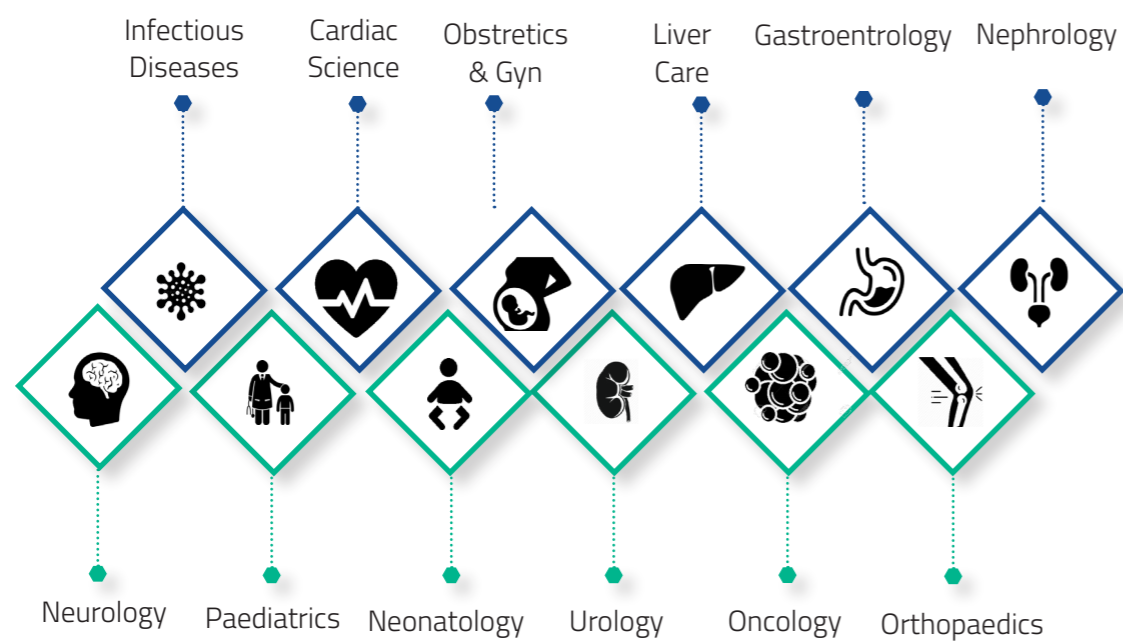 Infectious
Diseases
Cardiac
Science
Obstretics
& Gyn
Liver
Care
Gastroentrology
Nephrology
Neurology
Paediatrics
Neonatology
Urology
Oncology
Orthopaedics